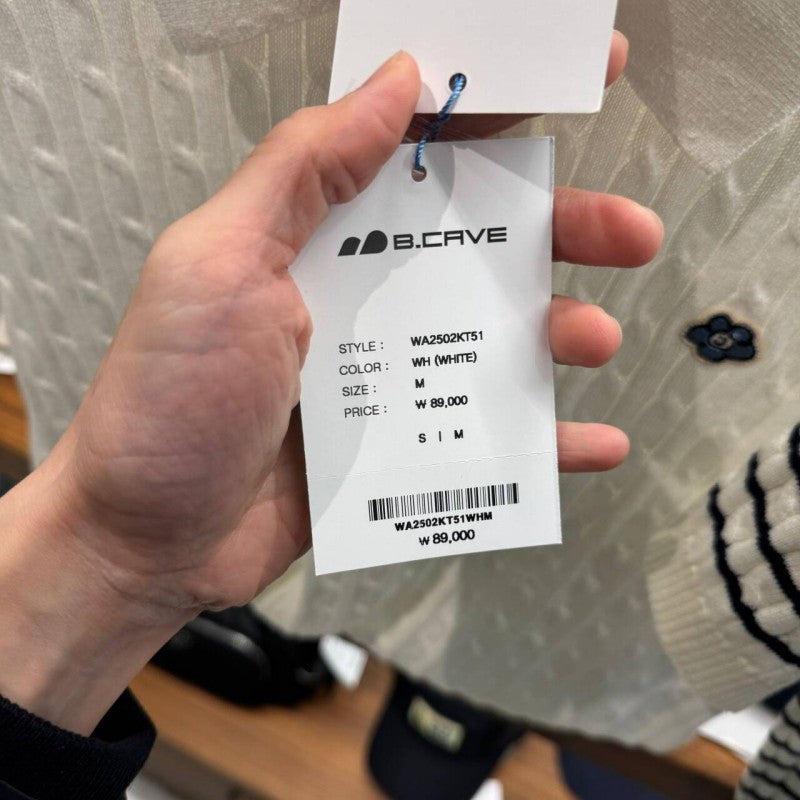 B.CAVE
STYLE : WA2502KT51
COLOR : WH (WHITE)
SIZE : M
PRICE : ₩ 89,000
S | M
WA2502KT51WHM
₩ 89,000